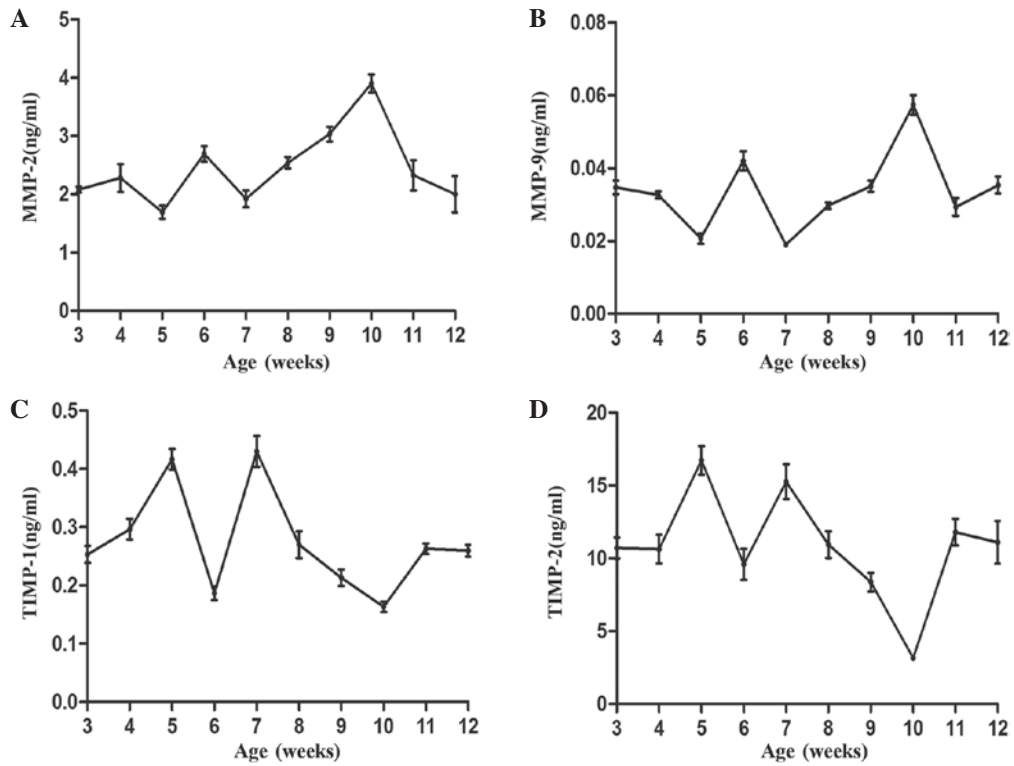 A
MMP-2(ng/ml)
5
4
3
2
1
0
3 4 5 6 7 8 9 10 11 12
Age (weeks)
B
MMP-9(ng/ml)
0.08
0.06
0.04
0.02
0.00
3 4 5 6 7 8 9 10 11 12
Age (weeks)
C
TIMP-1(ng/ml)
0.5
0.4
0.3
0.2
0.1
0.0
3 4 5 6 7 8 9 10 11 12
Age (weeks)
D
TIMP-2(ng/ml)
20
15
10
5
0
3 4 5 6 7 8 9 10 11 12
Age (weeks)